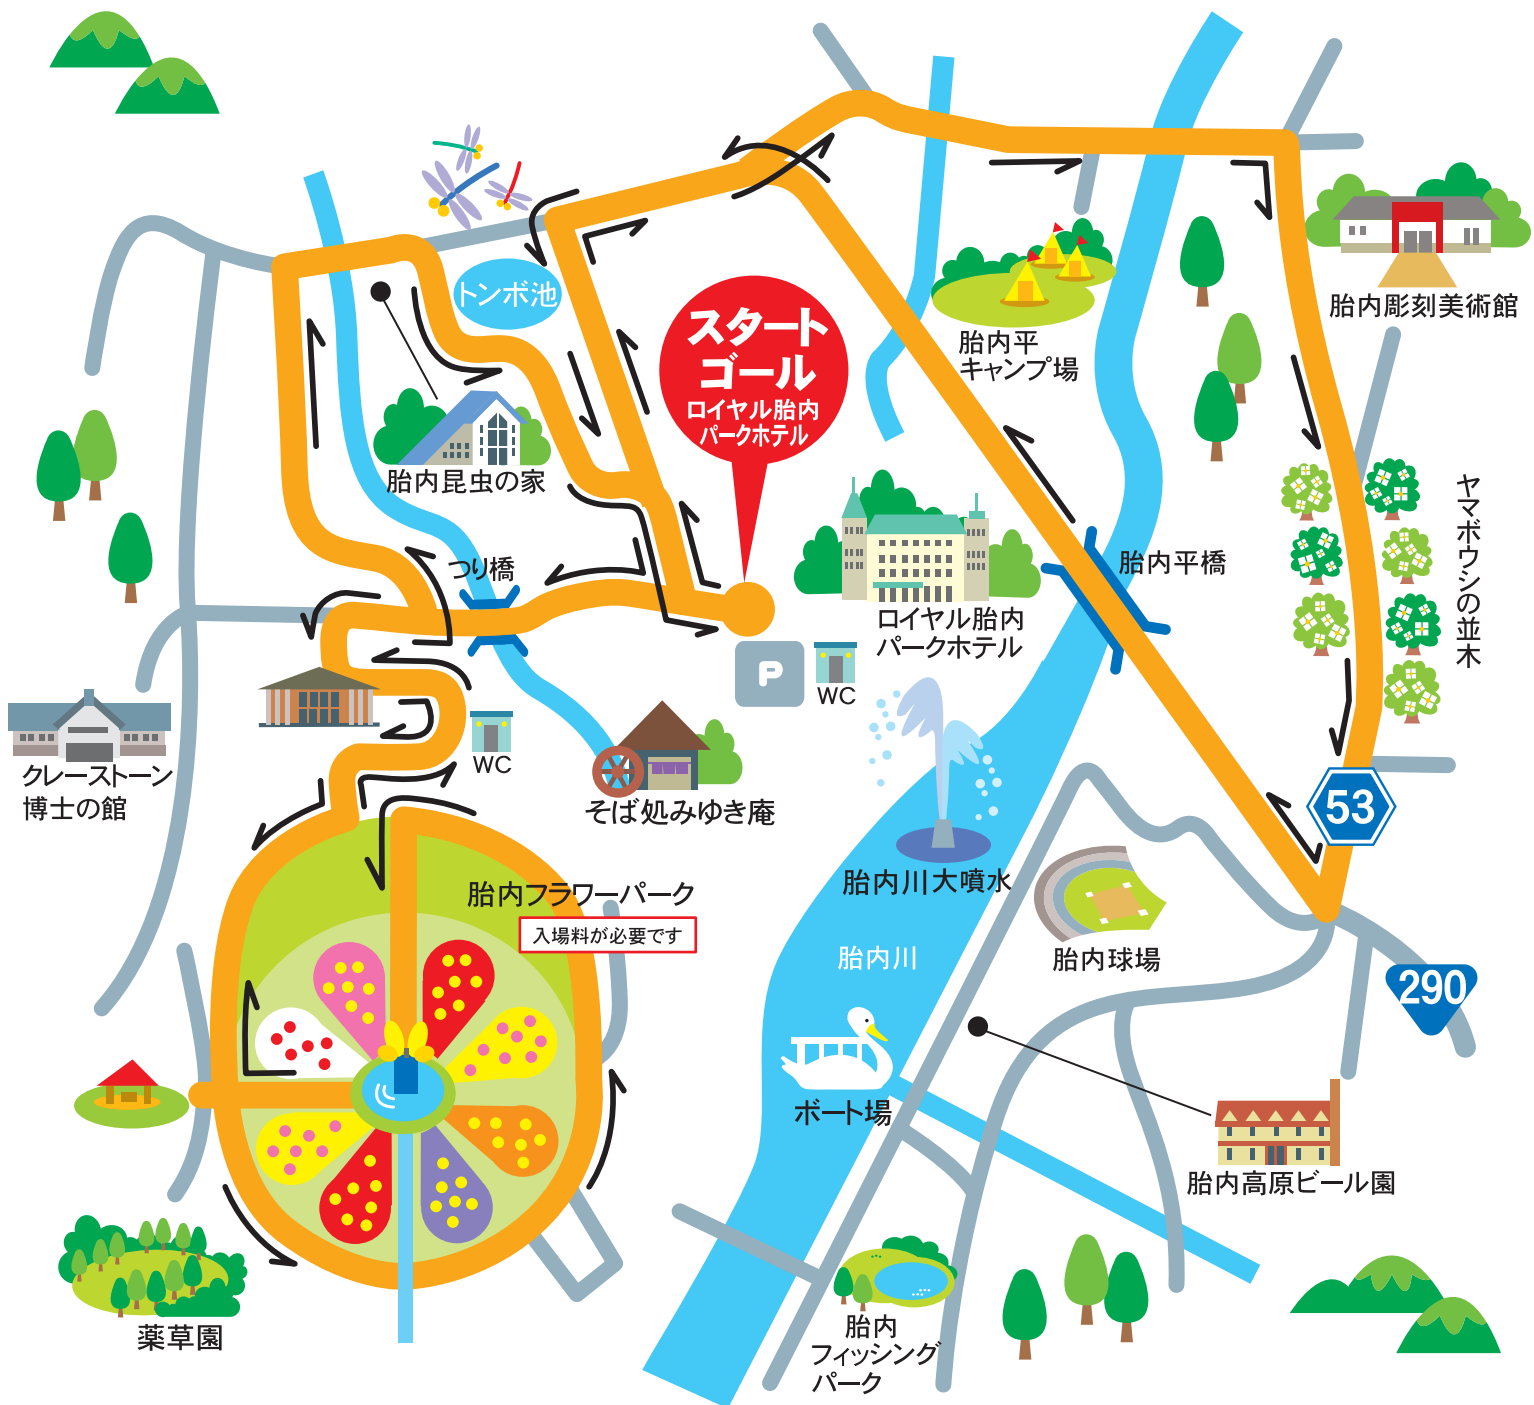 トンボ池
スタート
ゴール
ロイヤル胎内
パークホテル
胎内彫刻美術館
胎内平
キャンプ場
胎内昆虫の家
ヤマボウシの並木
つり橋
胎内平橋
ロイヤル胎内
パークホテル
P
WC
WC
クレーストーン
博士の館
そば処みゆき庵
53
胎内フラワーパーク
入場料が必要です
胎内川大噴水
胎内川
胎内球場
290
ボート場
胎内高原ビール園
薬草園
胎内
フィッシング
パーク